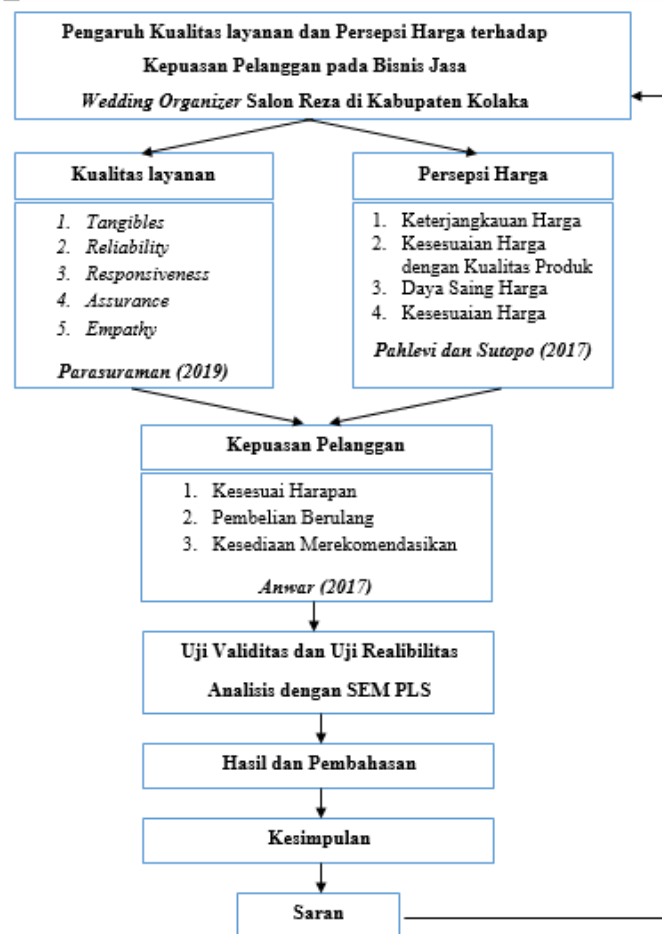 Pengaruh Kualitas layanan dan Persepsi Harga terhadap
Kepuasan Pelanggan pada Bisnis Jasa
Wedding Organizer Salon Reza di Kabupaten Kolaka
Kualitas layanan
1. Tangibles
2. Reliability
3. Responsiveness
4. Assurance
5. Empathy
Parasuraman (2019)
Persepsi Harga
1. Keterjangkauan Harga
2. Kesesuaian Harga
dengan Kualitas Produk
3. Daya Saing Harga
4. Kesesuaian Harga
Pahlevi dan Sutopo (2017)
Kepuasan Pelanggan
1. Kesesuai Harapan
2. Pembelian Berulang
3. Kesediaan Merekomendasikan
Anwar (2017)
Uji Validitas dan Uji Realibilitas
Analisis dengan SEM PLS
Hasil dan Pembahasan
Kesimpulan
Saran